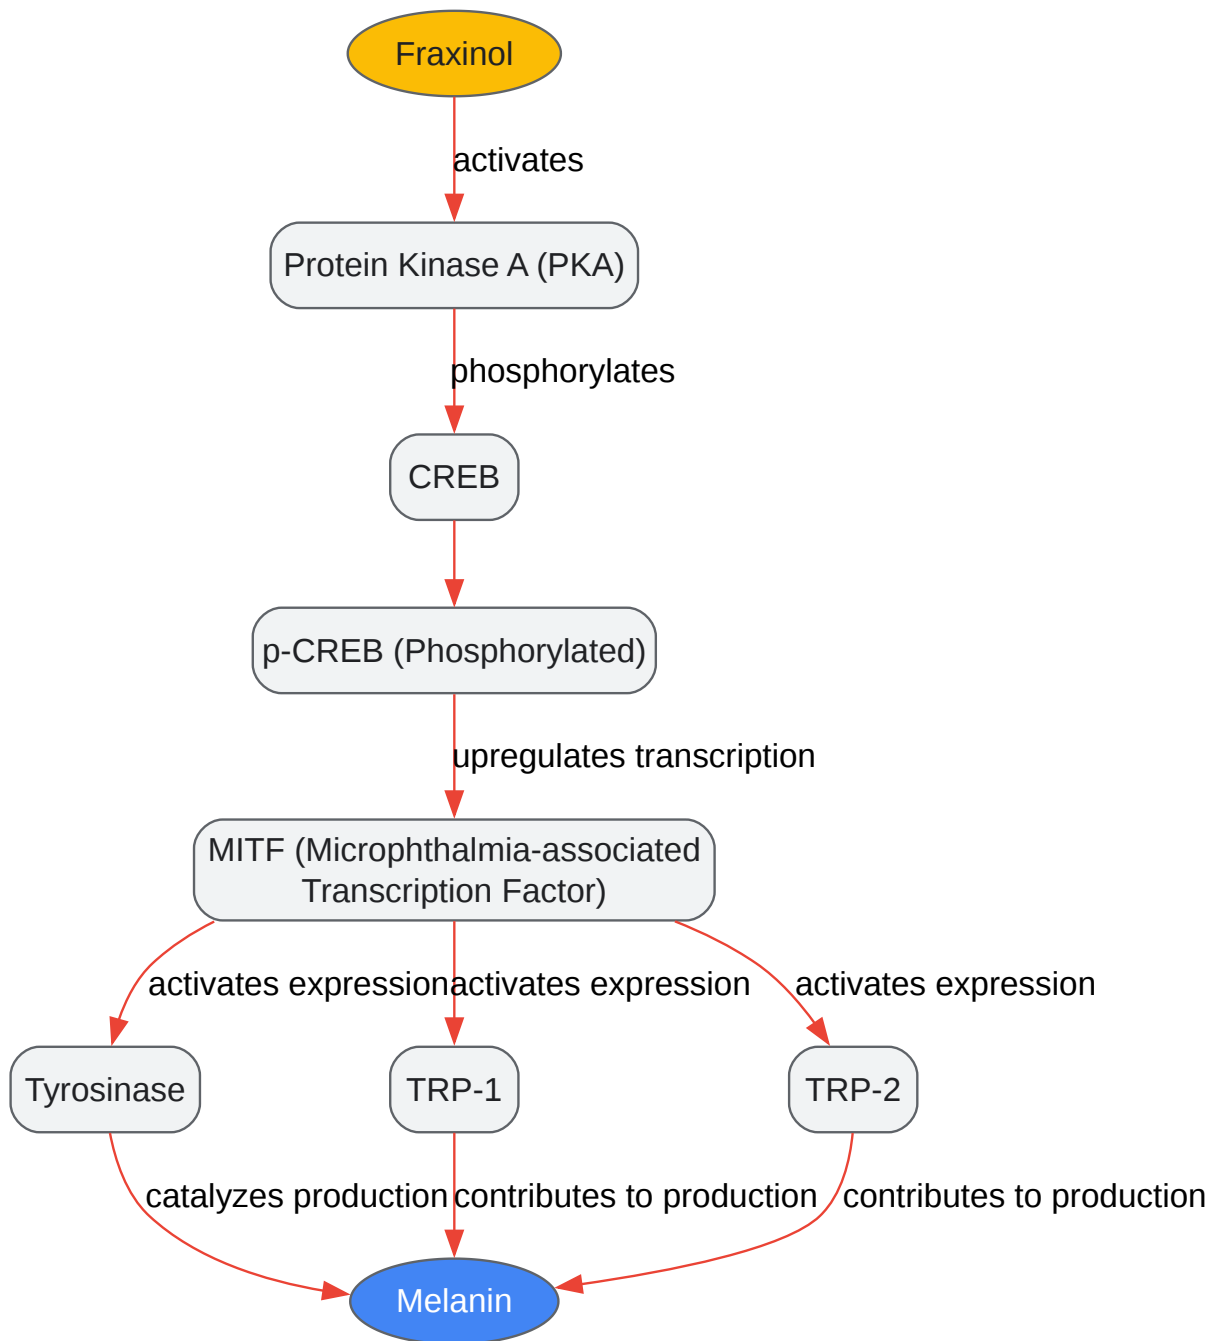 Fraxinol
activates
Protein Kinase A (PKA)
phosphorylates
CREB
p-CREB (Phosphorylated)
upregulates transcription
MITF (Microphthalmia-associated
Transcription Factor)
activates expression
activates expression
activates expression
Tyrosinase
TRP-1
TRP-2
catalyzes production
contributes to production
contributes to production
Melanin